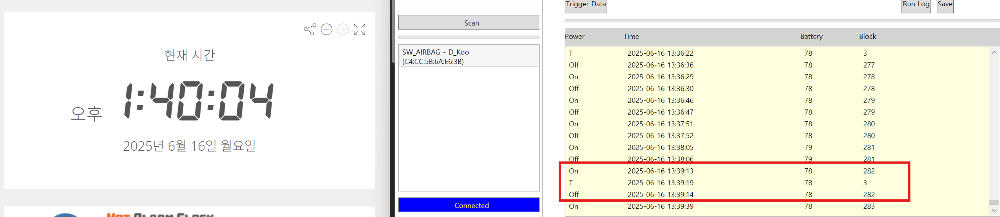 현재 시간
오후 1:40:04
2025년 6월 16일 월요일
HOT ALARM CLOCK
Scan
SW_AIRBAG - D_Koo
(C4:CC:5B:6A:E6:3B)
Connected
Trigger Data Run Log Save
Power Time Battery Block
T 2025-06-16 13:36:22 78 3
Off 2025-06-16 13:36:36 78 277
On 2025-06-16 13:36:29 78 278
Off 2025-06-16 13:36:30 78 278
On 2025-06-16 13:36:46 78 279
Off 2025-06-16 13:36:47 78 279
On 2025-06-16 13:37:51 78 280
Off 2025-06-16 13:37:52 78 280
On 2025-06-16 13:38:05 79 281
Off 2025-06-16 13:38:06 79 281
On 2025-06-16 13:39:13 78 282
T 2025-06-16 13:39:19 78 3
Off 2025-06-16 13:39:14 78 282
On 2025-06-16 13:39:39 78 283